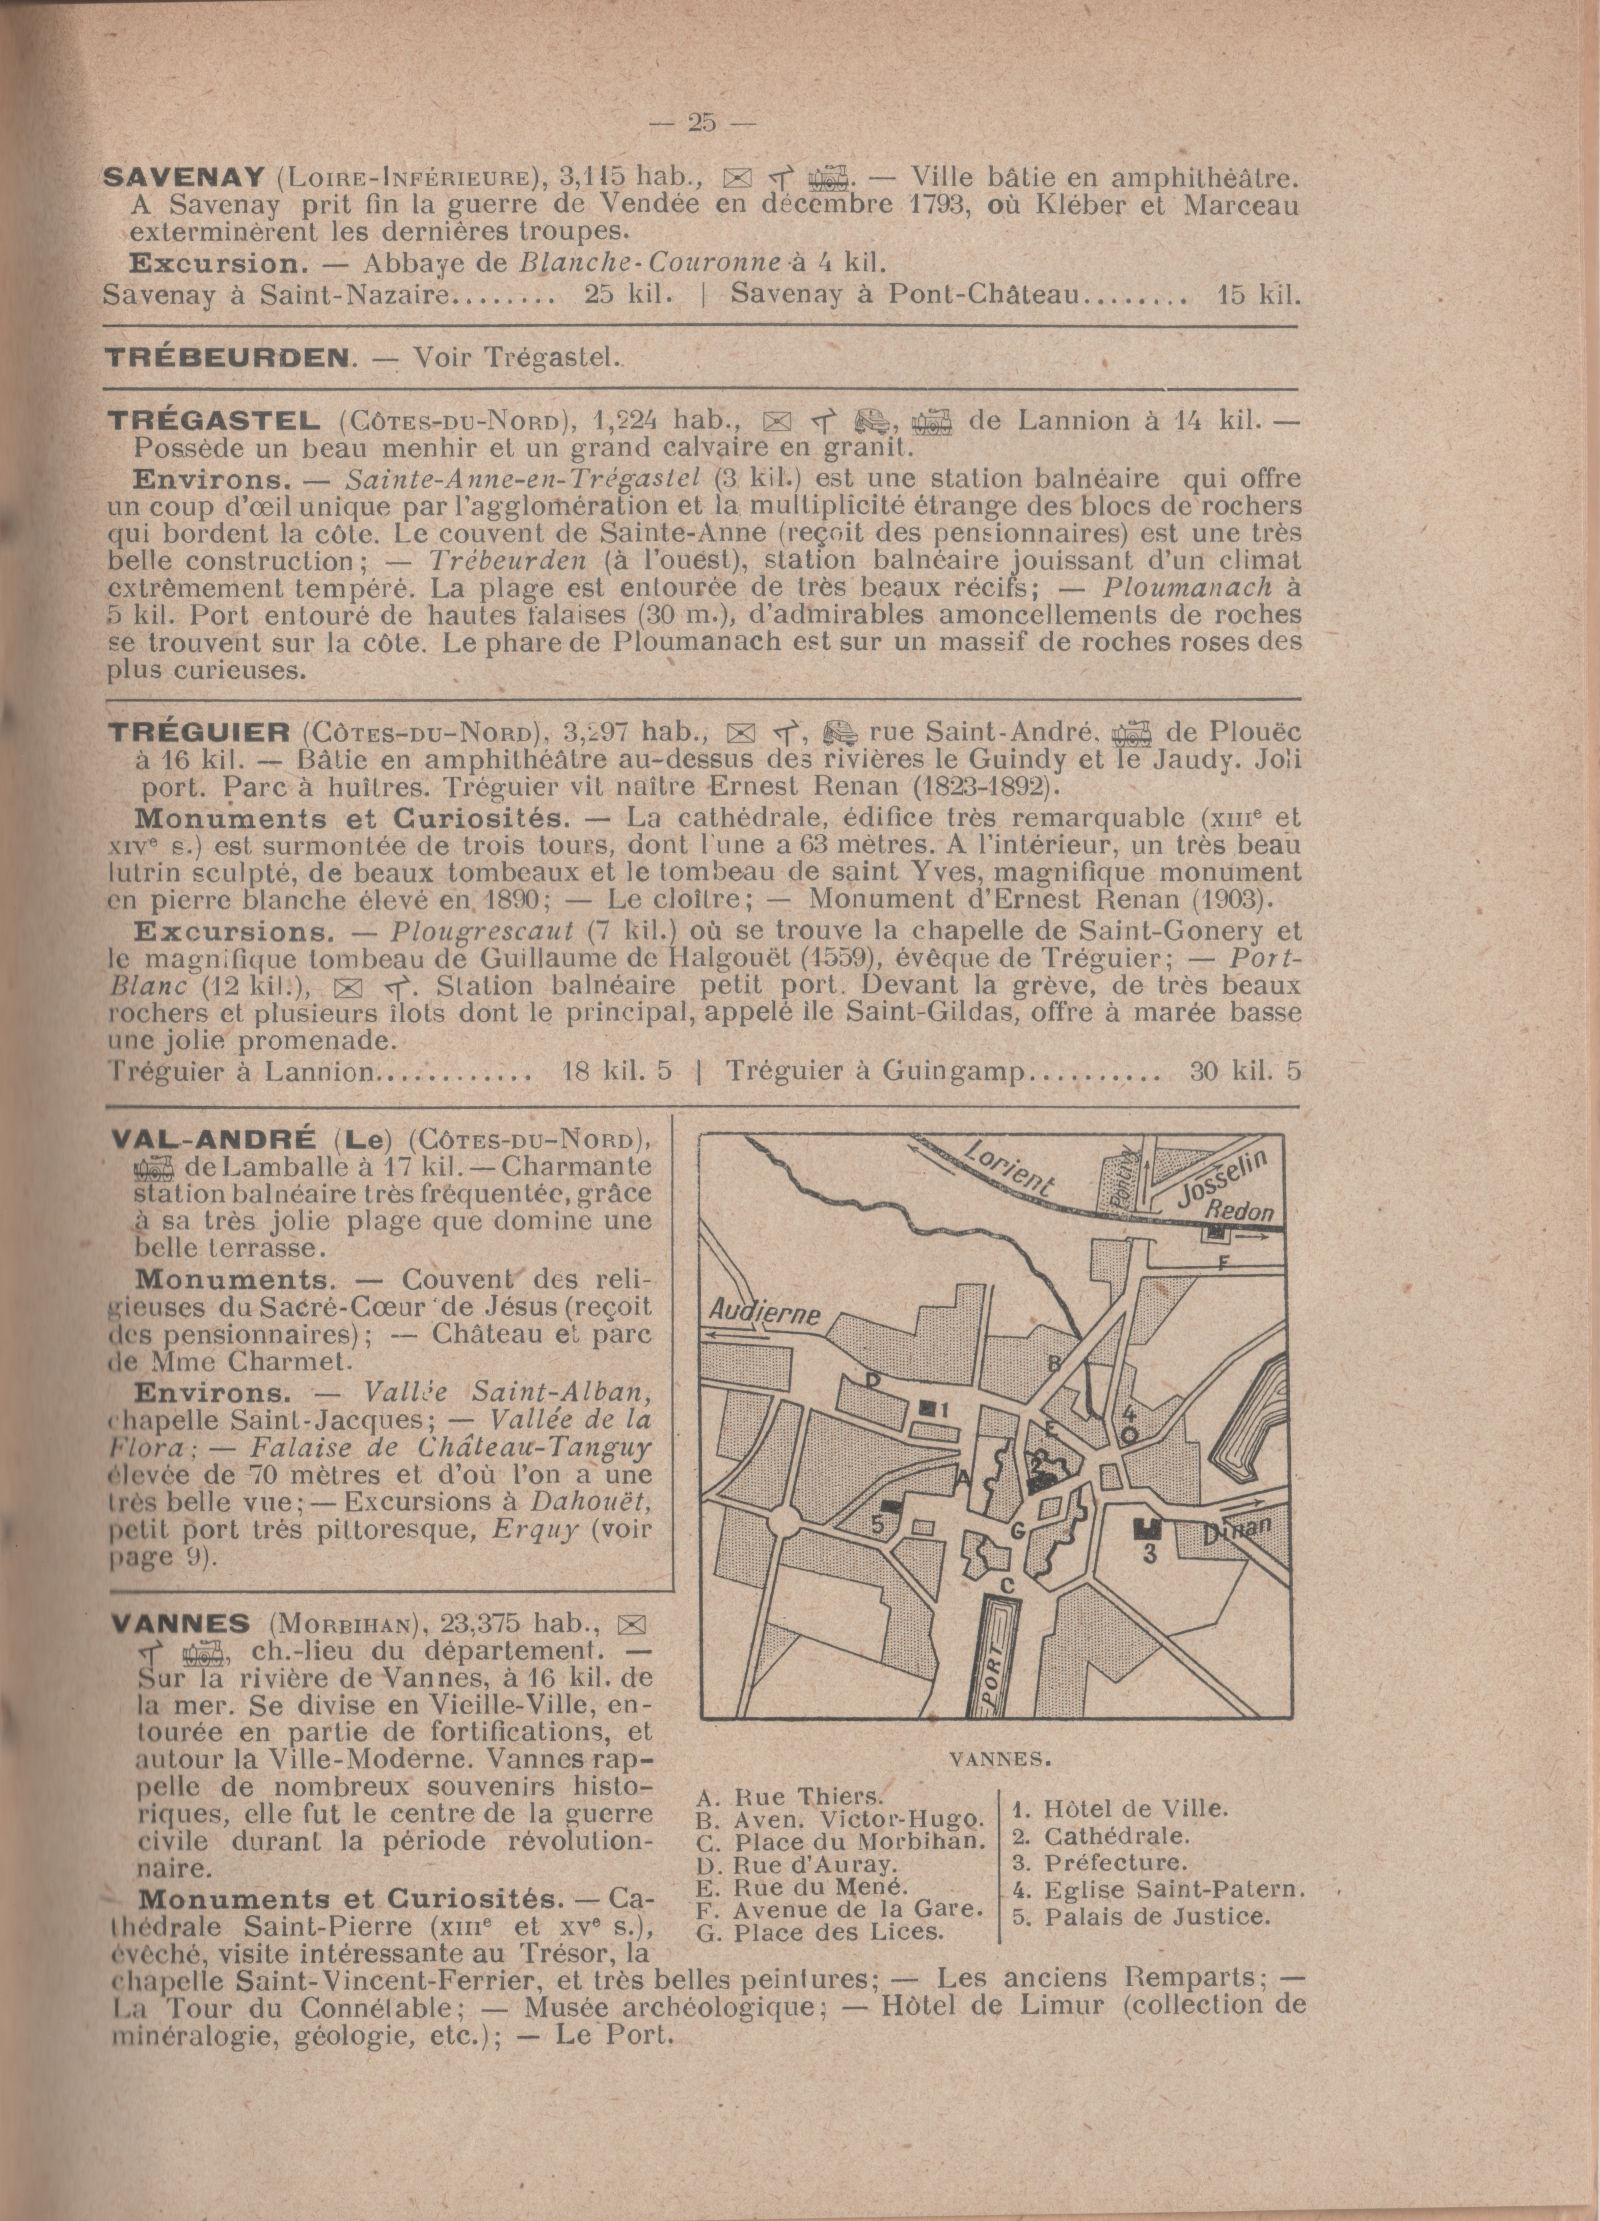 — 25 —
SAVENAY (Loire-Inférieure), 3,115 hab., — Ville bâtie en amphithéâtre.
A Savenay prit fin la guerre de Vendée en décembre 1793, où Kléber et Marceau
exterminèrent les dernières troupes.
Excursion. — Abbaye de Blanche-Couronne à 4 kil.
Savenay à Saint-Nazaire........ 25 kil. | Savenay à Pont-Château........ 15 kil.
TRÉBEURDEN. — Voir Trégastel.
TRÉGASTEL (Côtes-du-Nord), 1,224 hab., , de Lannion à 14 kil. —
Possède un beau menhir et un grand calvaire en granit.
Environs. — Sainte-Anne-en-Trégastel (3 kil.) est une station balnéaire qui offre
un coup d'œil unique par l'agglomération et la multiplicité étrange des blocs de rochers
qui bordent la côte. Le couvent de Sainte-Anne (reçoit des pensionnaires) est une très
belle construction; — Trébeurden (à l'ouest), station balnéaire jouissant d'un climat
extrêmement tempéré. La plage est entourée de très beaux récifs; — Ploumanach à
5 kil. Port entouré de hautes falaises (30 m.), d'admirables amoncellements de roches
se trouvent sur la côte. Le phare de Ploumanach est sur un massif de roches roses des
plus curieuses.
TRÉGUIER (Côtes-du-Nord), 3,297 hab., , rue Saint-André, de Plouëc
à 16 kil. — Bâtie en amphithéâtre au-dessus des rivières le Guindy et le Jaudy. Joli
port. Parc à huîtres. Tréguier vit naître Ernest Renan (1823-1892).
Monuments et Curiosités. — La cathédrale, édifice très remarquable (XIIIe et
XIVe s.) est surmontée de trois tours, dont l'une a 63 mètres. A l'intérieur, un très beau
lutrin sculpté, de beaux tombeaux et le tombeau de saint Yves, magnifique monument
en pierre blanche élevé en 1890; — Le cloître; — Monument d'Ernest Renan (1903).
Excursions. — Plougrescaut (7 kil.) où se trouve la chapelle de Saint-Gonery et
le magnifique tombeau de Guillaume de Halgouët (1559), évêque de Tréguier; — Port-
Blanc (12 kil.), . Station balnéaire petit port. Devant la grève, de très beaux
rochers et plusieurs ilots dont le principal, appelé ile Saint-Gildas, offre à marée basse
une jolie promenade.
Tréguier à Lannion............ 18 kil. 5 | Tréguier à Guingamp.......... 30 kil. 5
VAL-ANDRÉ (Le) (Côtes-du-Nord),
de Lamballe à 17 kil. — Charmante
station balnéaire très fréquentée, grâce
à sa très jolie plage que domine une
belle terrasse.
Monuments. — Couvent des reli-
gieuses du Sacré-Cœur de Jésus (reçoit
des pensionnaires); — Château et parc
de Mme Charmet.
Environs. — Vallée Saint-Alban,
chapelle Saint-Jacques; — Vallée de la
Flora; — Falaise de Château-Tanguy
élevée de 70 mètres et d'où l'on a une
très belle vue; — Excursions à Dahouët,
petit port très pittoresque, Erquy (voir
page 9).
VANNES (Morbihan), 23,375 hab.,
, ch.-lieu du département. —
Sur la rivière de Vannes, à 16 kil. de
la mer. Se divise en Vieille-Ville, en-
tourée en partie de fortifications, et
autour la Ville-Moderne. Vannes rap-
pelle de nombreux souvenirs histo-
riques, elle fut le centre de la guerre
civile durant la période révolution-
naire.
Monuments et Curiosités. — Ca-
thédrale Saint-Pierre (XIIIe et XVe s.),
évêché, visite intéressante au Trésor, la
chapelle Saint-Vincent-Ferrier, et très belles peintures; — Les anciens Remparts; —
La Tour du Connétable; — Musée archéologique; — Hôtel de Limur (collection de
minéralogie, géologie, etc.); — Le Port.
Lorient
Pontivy
Josselin
Redon
F
Audierne
B
D
1
4
E
2
A
5
G
3
Dinan
C
PORT
VANNES.
A. Rue Thiers.
B. Aven. Victor-Hugo.
C. Place du Morbihan.
D. Rue d'Auray.
E. Rue du Mené.
F. Avenue de la Gare.
G. Place des Lices.
1. Hôtel de Ville.
2. Cathédrale.
3. Préfecture.
4. Eglise Saint-Patern.
5. Palais de Justice.